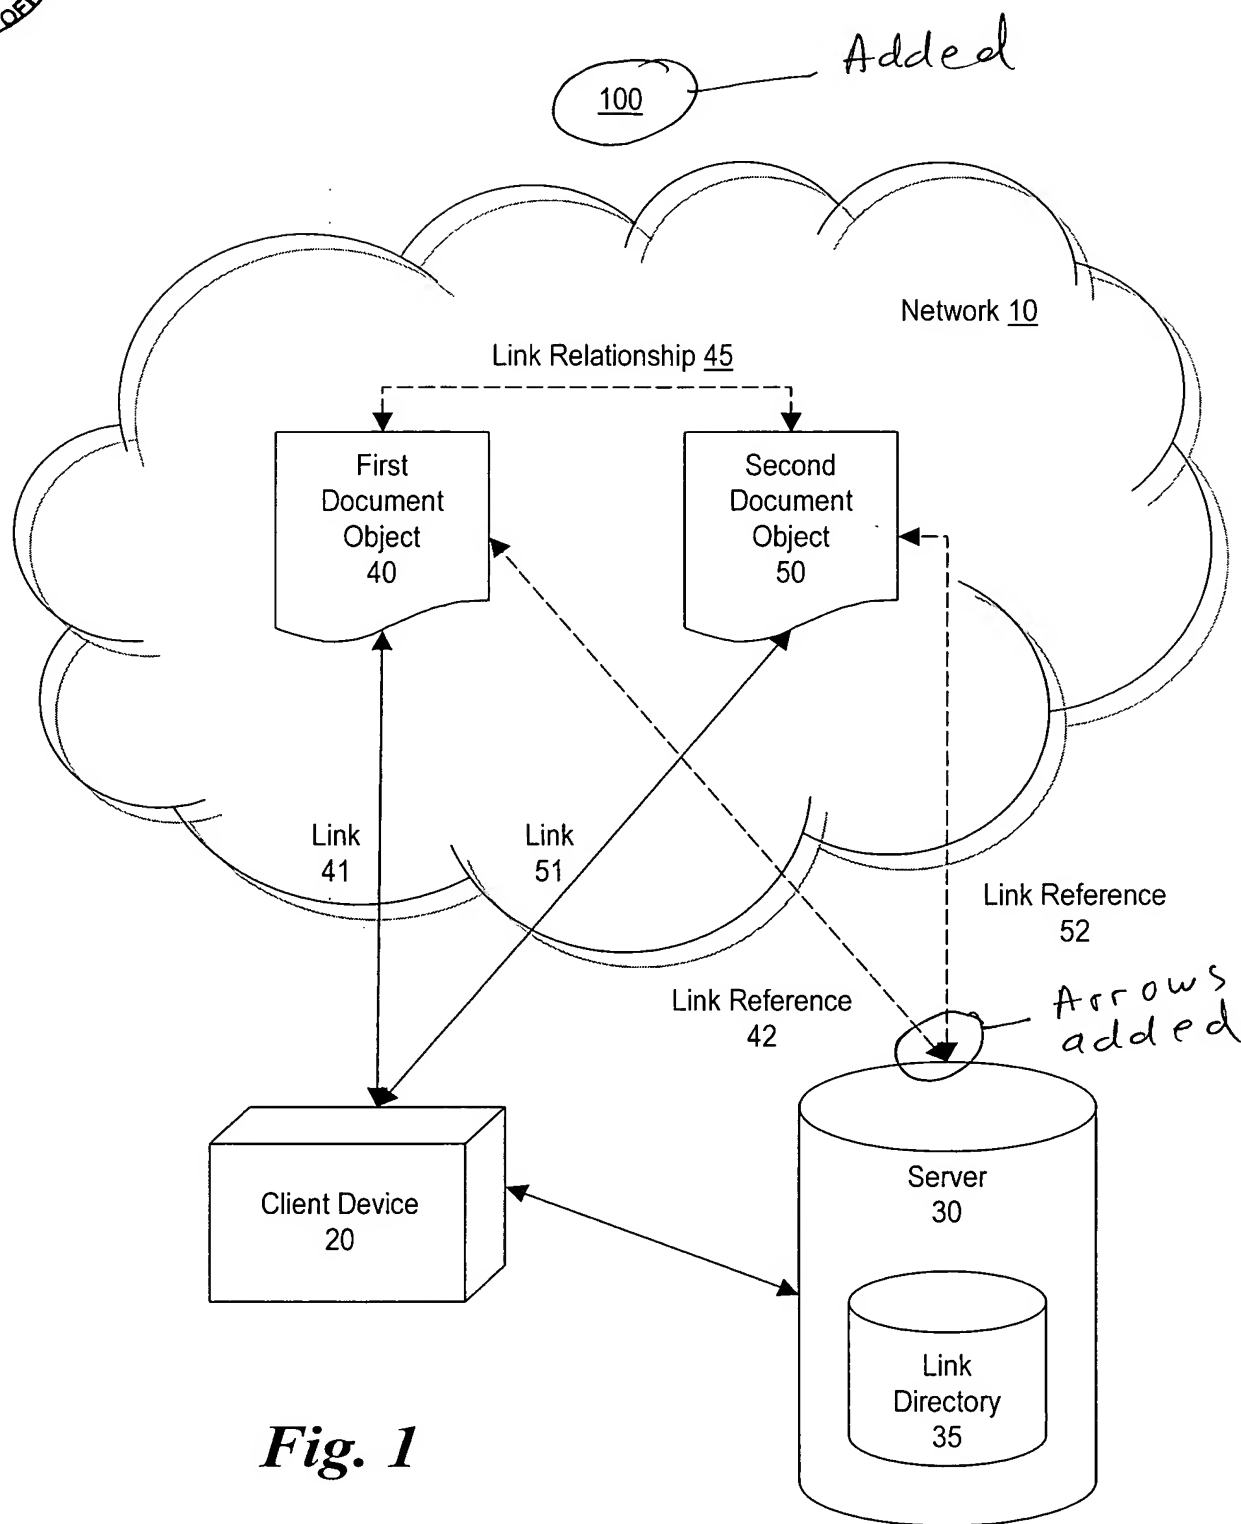 Added
100
Network 10
Link Relationship 45
First
Document
Object
40
Second
Document
Object
50
Link
41
Link
51
Link Reference
52
Link Reference
42
Arrows
added
Client Device
20
Server
30
Link
Directory
35
Fig. 1